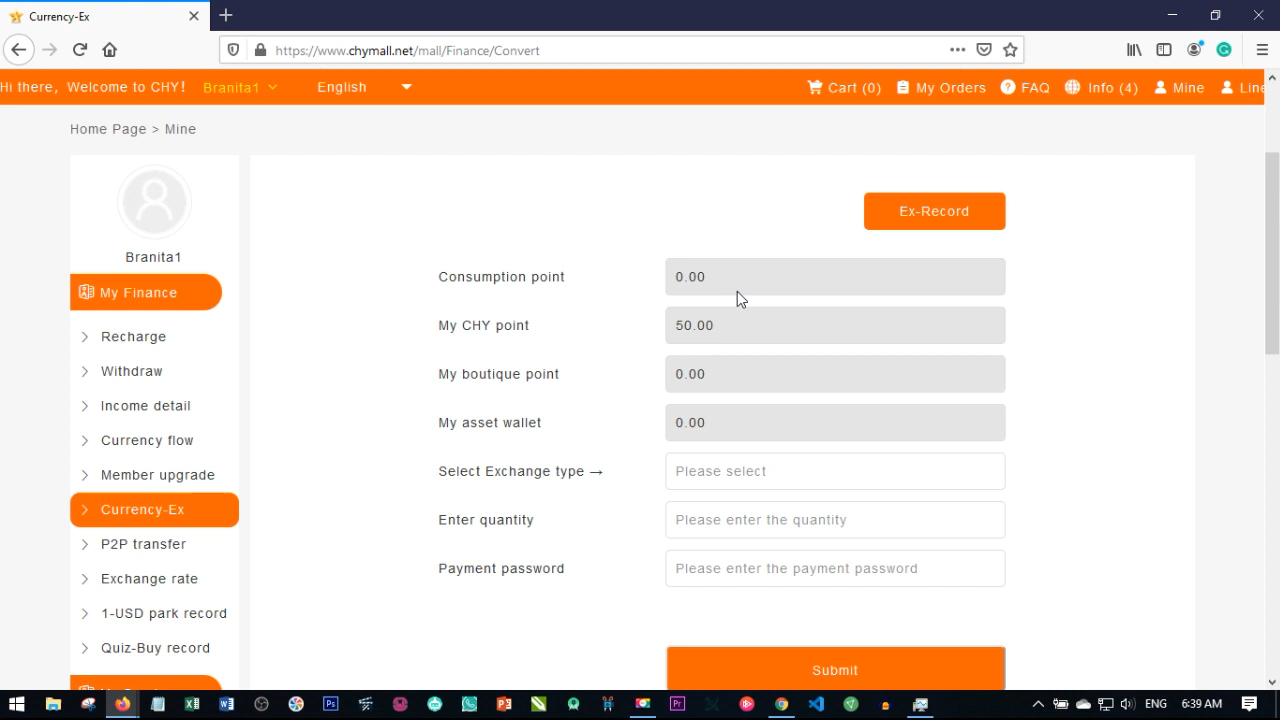 Currency-Ex
https://www.chymall.net/mall/Finance/Convert
Hi there, Welcome to CHY! Branita1 English Cart (0) My Orders FAQ Info (4) Mine Line
Home Page > Mine
Branita1
My Finance
Recharge
Withdraw
Income detail
Currency flow
Member upgrade
Currency-Ex
P2P transfer
Exchange rate
1-USD park record
Quiz-Buy record
Ex-Record
Consumption point 0.00
My CHY point 50.00
My boutique point 0.00
My asset wallet 0.00
Select Exchange type → Please select
Enter quantity Please enter the quantity
Payment password Please enter the payment password
Submit
ENG 6:39 AM